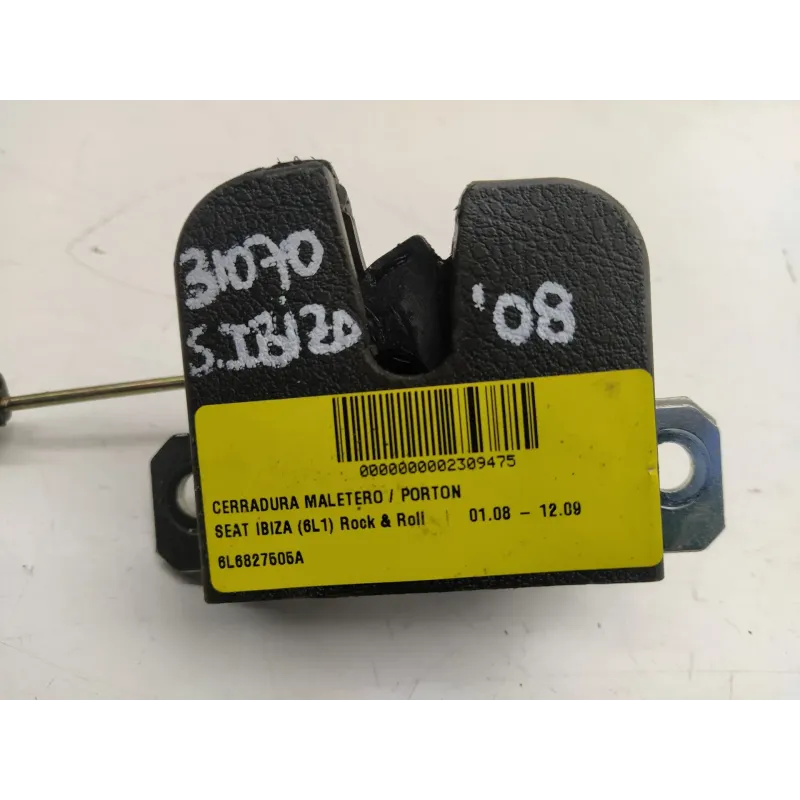 31070
S.IBIZA
'08
0000000002309475
CERRADURA MALETERO / PORTON
SEAT IBIZA (6L1) Rock & Roll 01.08 – 12.09
6L6827505A